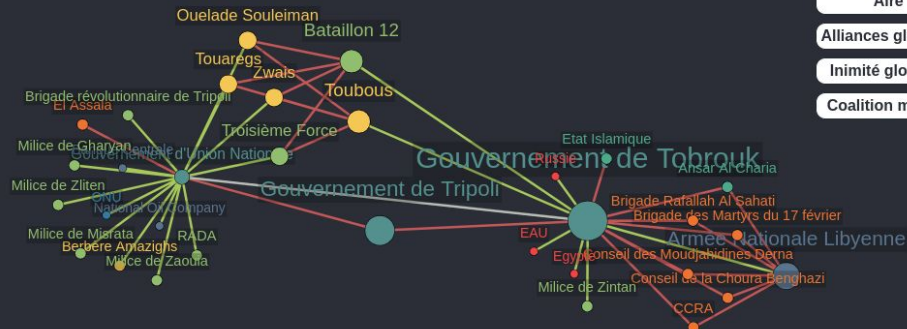 Aire
Ouelade Souleiman
Bataillon 12
Alliances gl
Touaregs
Zwaïs
Inimité glo
Toubous
Brigade révolutionnaire de Tripoli
El Assala
Coalition m
Troisième Force
Etat Islamique
Milice de Gharyan
Gouvernement d'Union Nationale
Gouvernement de Tobrouk
Russie
Ansar Al Charia
Milice de Zliten
Gouvernement de Tripoli
ONU
National Oil Company
Brigade Rafallah Al Sahati
Brigade des Martyrs du 17 février
Milice de Misrata
RADA
EAU
Armée Nationale Libyenne
Berbère Amazighs
Milice de Zaouïa
Egypte
Conseil des Moudjahidines Derna
Conseil de la Choura Benghazi
Milice de Zintan
CCRA